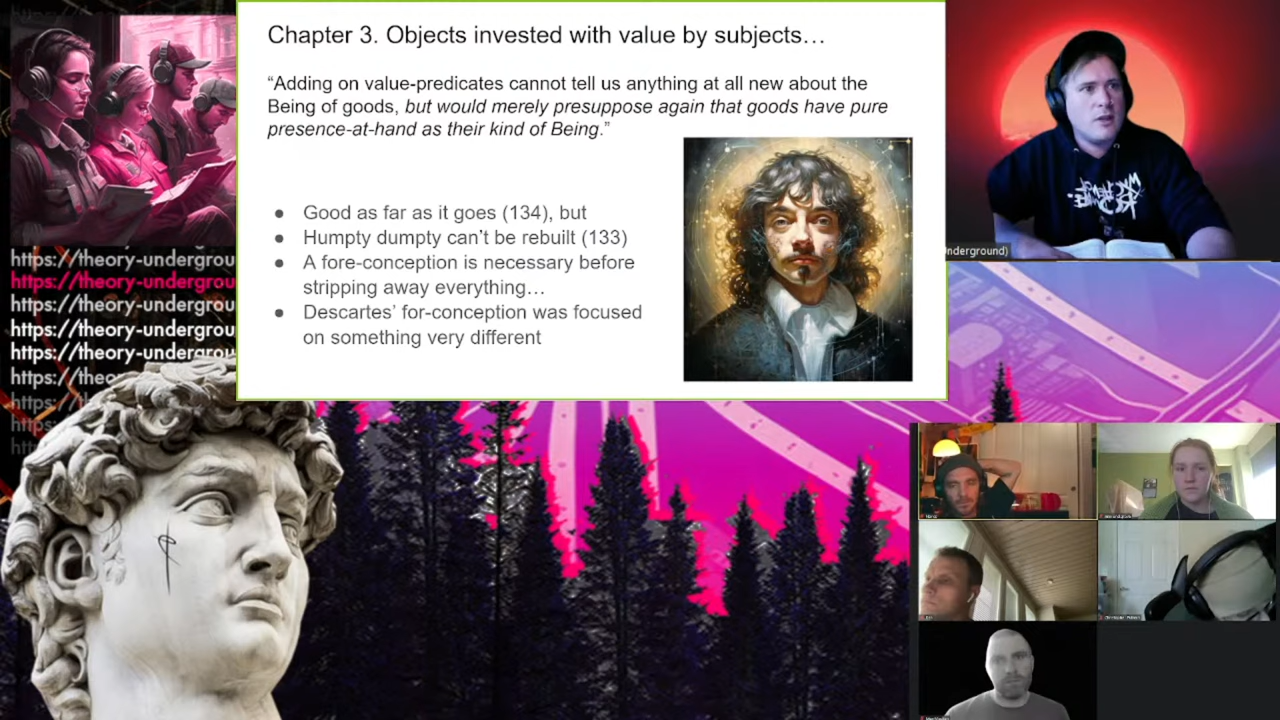 Chapter 3. Objects invested with value by subjects…
“Adding on value-predicates cannot tell us anything at all new about the
Being of goods, but would merely presuppose again that goods have pure
presence-at-hand as their kind of Being.”
● Good as far as it goes (134), but
● Humpty dumpty can’t be rebuilt (133)
● A fore-conception is necessary before
stripping away everything…
● Descartes’ for-conception was focused
on something very different
Underground)
https://theory-undergrou
https://theory-undergrou
https://theory-undergrou
https://theory-undergrou
https://theory-undergrou
https://theo
https://